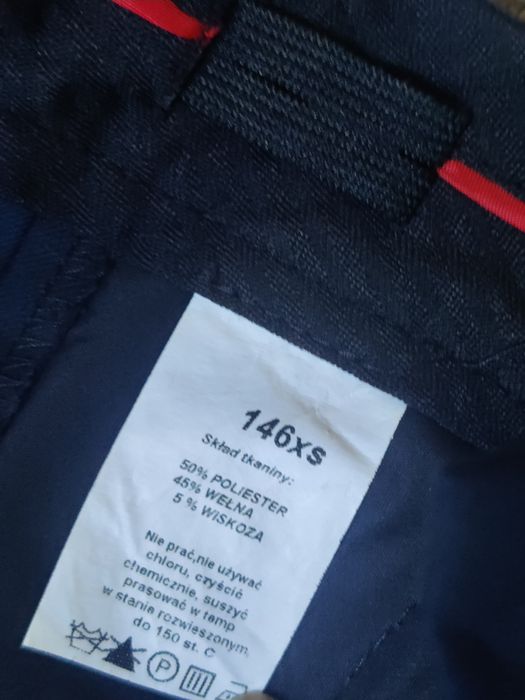 146xs
Skład tkaniny:
50% POLIESTER
45% WEŁNA
5 % WISKOZA
Nie prać,nie używać
chloru, czyścić
chemicznie, suszyć
prasować w temp
w stanie rozwieszonym,
do 150 st. C
P